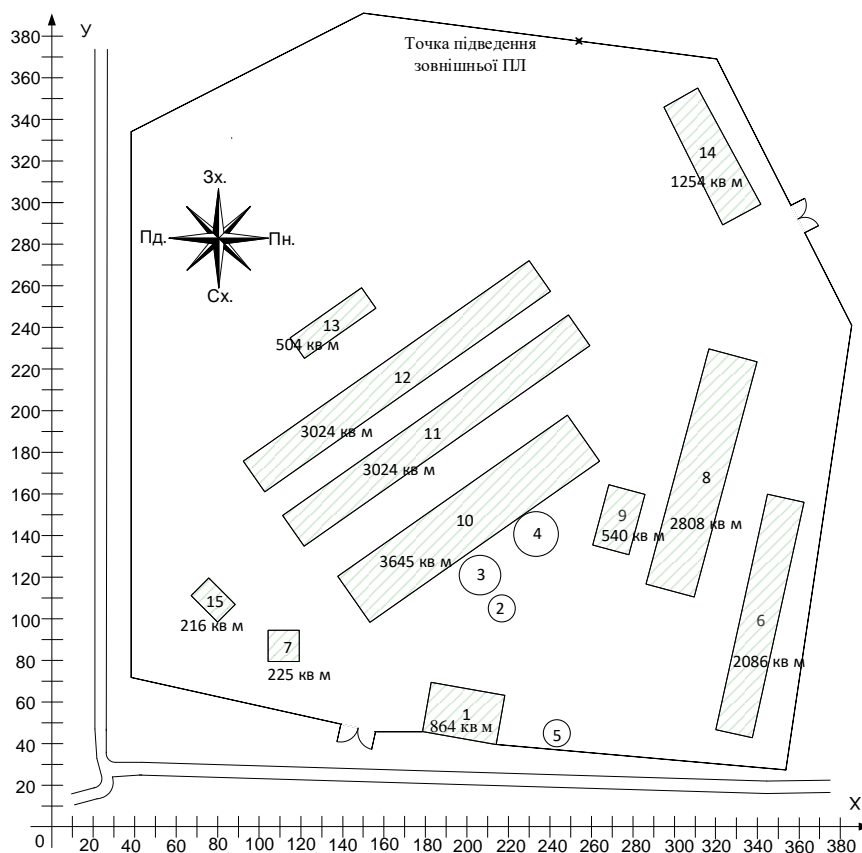 У
380
360
340
320
300
280
260
240
220
200
180
160
140
120
100
80
60
40
20
0
Точка підведення
зовнішньої ПЛ
14
1254 кв м
Зх.
Пд.
Пн.
Сх.
13
504 кв м
12
3024 кв м
11
3024 кв м
10
3645 кв м
4
3
2
9
540 кв м
8
2808 кв м
6
2086 кв м
15
216 кв м
7
225 кв м
1
864 кв м
5
Х
20 40 60 80 100 120 140 160 180 200 220 240 260 280 300 320 340 360 380